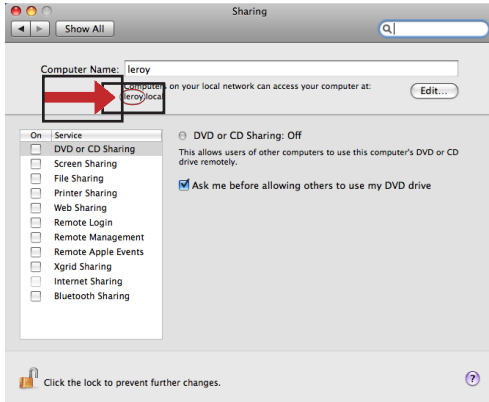 Sharing
Show All
Computer Name: leroy
Computers on your local network can access your computer at:
leroy.local
Edit...
On Service
DVD or CD Sharing
Screen Sharing
File Sharing
Printer Sharing
Web Sharing
Remote Login
Remote Management
Remote Apple Events
Xgrid Sharing
Internet Sharing
Bluetooth Sharing
DVD or CD Sharing: Off
This allows users of other computers to use this computer's DVD or CD
drive remotely.
Ask me before allowing others to use my DVD drive
Click the lock to prevent further changes.
?